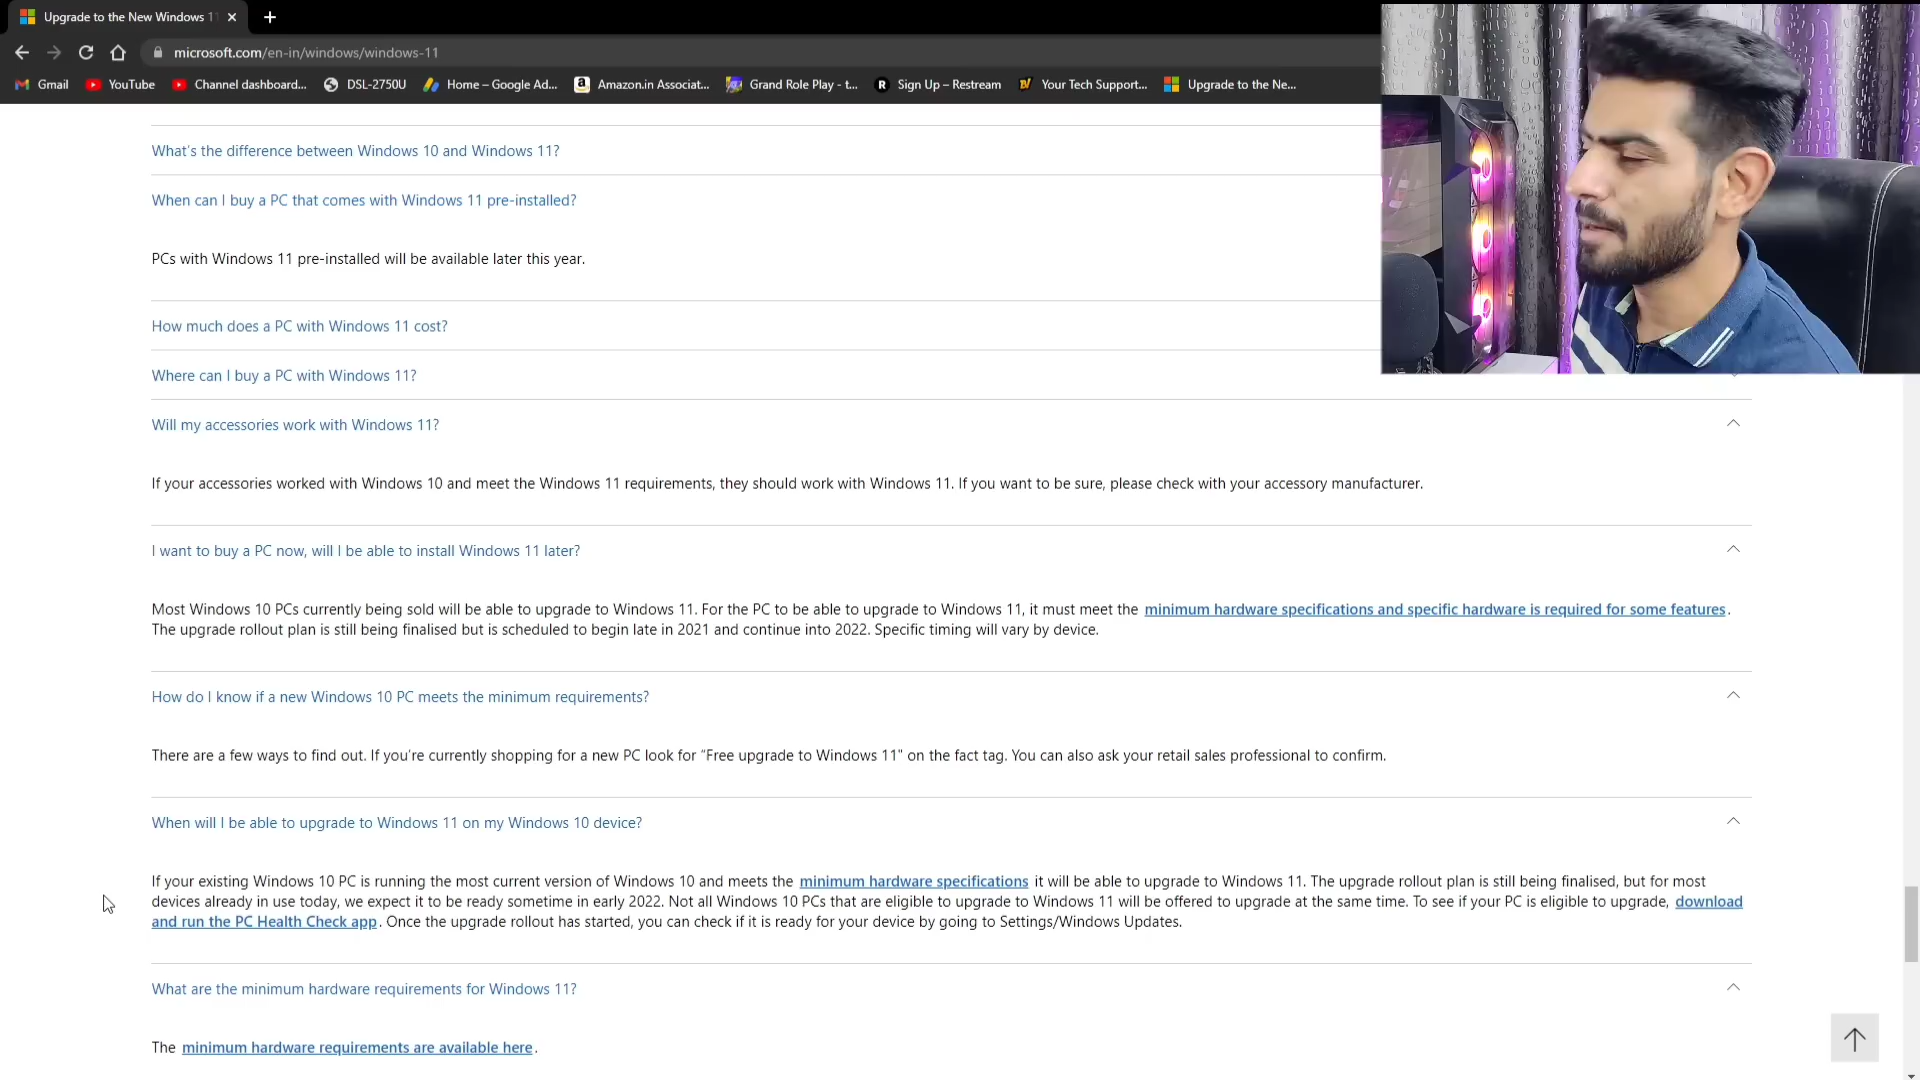 Upgrade to the New Windows 1
microsoft.com/en-in/windows/windows-11
Gmail YouTube Channel dashboard... DSL-2750U Home – Google Ad... Amazon.in Associat... Grand Role Play - t... Sign Up – Restream Your Tech Support... Upgrade to the Ne...
What's the difference between Windows 10 and Windows 11?
When can I buy a PC that comes with Windows 11 pre-installed?
PCs with Windows 11 pre-installed will be available later this year.
How much does a PC with Windows 11 cost?
Where can I buy a PC with Windows 11?
Will my accessories work with Windows 11?
If your accessories worked with Windows 10 and meet the Windows 11 requirements, they should work with Windows 11. If you want to be sure, please check with your accessory manufacturer.
I want to buy a PC now, will I be able to install Windows 11 later?
Most Windows 10 PCs currently being sold will be able to upgrade to Windows 11. For the PC to be able to upgrade to Windows 11, it must meet the minimum hardware specifications and specific hardware is required for some features.
The upgrade rollout plan is still being finalised but is scheduled to begin late in 2021 and continue into 2022. Specific timing will vary by device.
How do I know if a new Windows 10 PC meets the minimum requirements?
There are a few ways to find out. If you're currently shopping for a new PC look for “Free upgrade to Windows 11" on the fact tag. You can also ask your retail sales professional to confirm.
When will I be able to upgrade to Windows 11 on my Windows 10 device?
If your existing Windows 10 PC is running the most current version of Windows 10 and meets the minimum hardware specifications it will be able to upgrade to Windows 11. The upgrade rollout plan is still being finalised, but for most
devices already in use today, we expect it to be ready sometime in early 2022. Not all Windows 10 PCs that are eligible to upgrade to Windows 11 will be offered to upgrade at the same time. To see if your PC is eligible to upgrade, download
and run the PC Health Check app. Once the upgrade rollout has started, you can check if it is ready for your device by going to Settings/Windows Updates.
What are the minimum hardware requirements for Windows 11?
The minimum hardware requirements are available here.